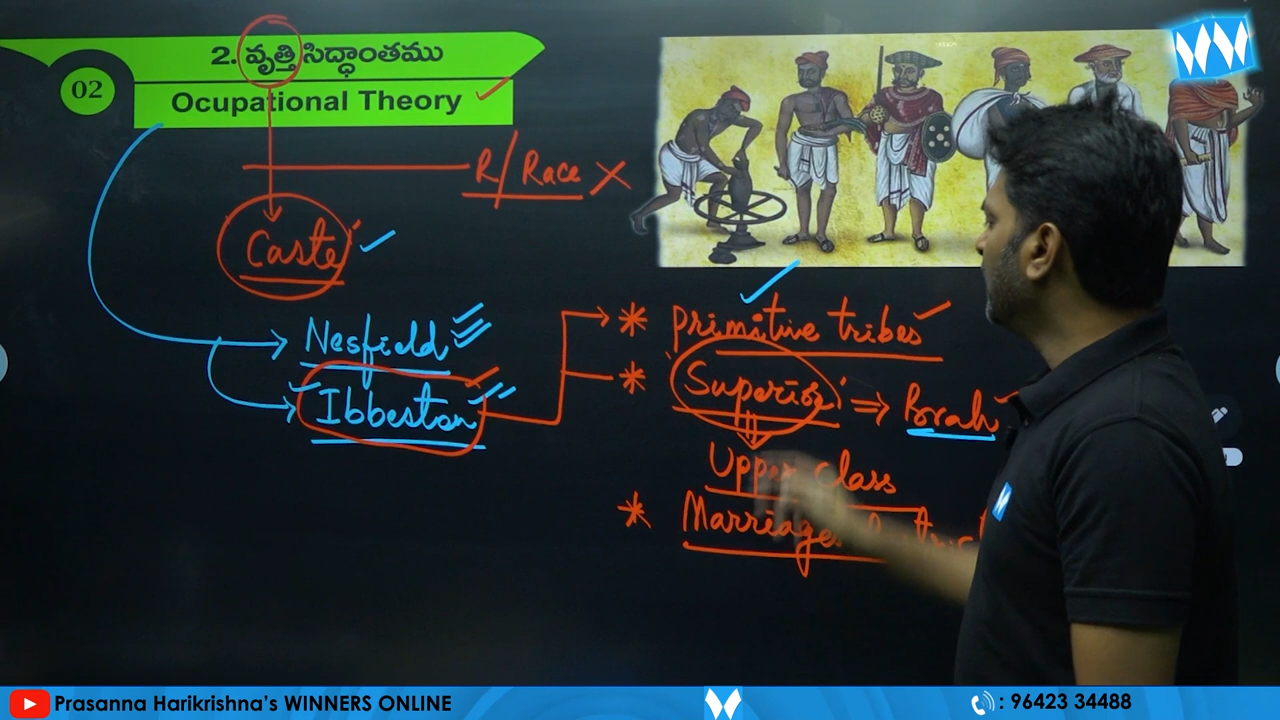 2. వృత్తి సిద్ధాంతము
02
Ocupational Theory
R/Race X
Caste
Nesfield
Ibbeston
* Primitive tribes
* Superior => Brah
Upper class
* Marriages
Prasanna Harikrishna's WINNERS ONLINE
: 96423 34488